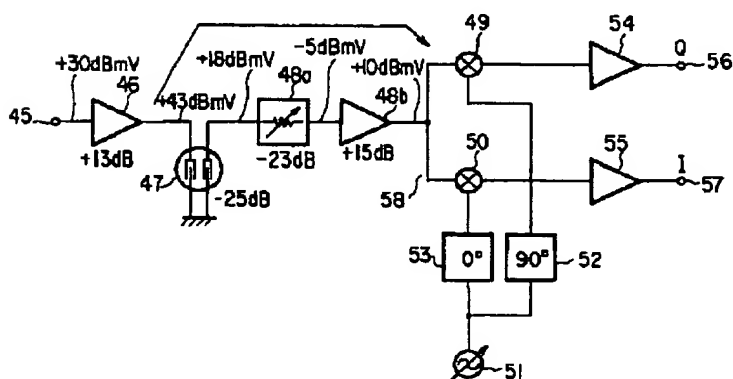 +30dBmV
46
+43dBmV
45
+13dB
47
-25dB
+18dBmV
48a
-23dB
-5dBmV
+10dBmV
48b
+15dB
49
54
Q
56
50
55
I
57
58
53
0°
90°
52
51